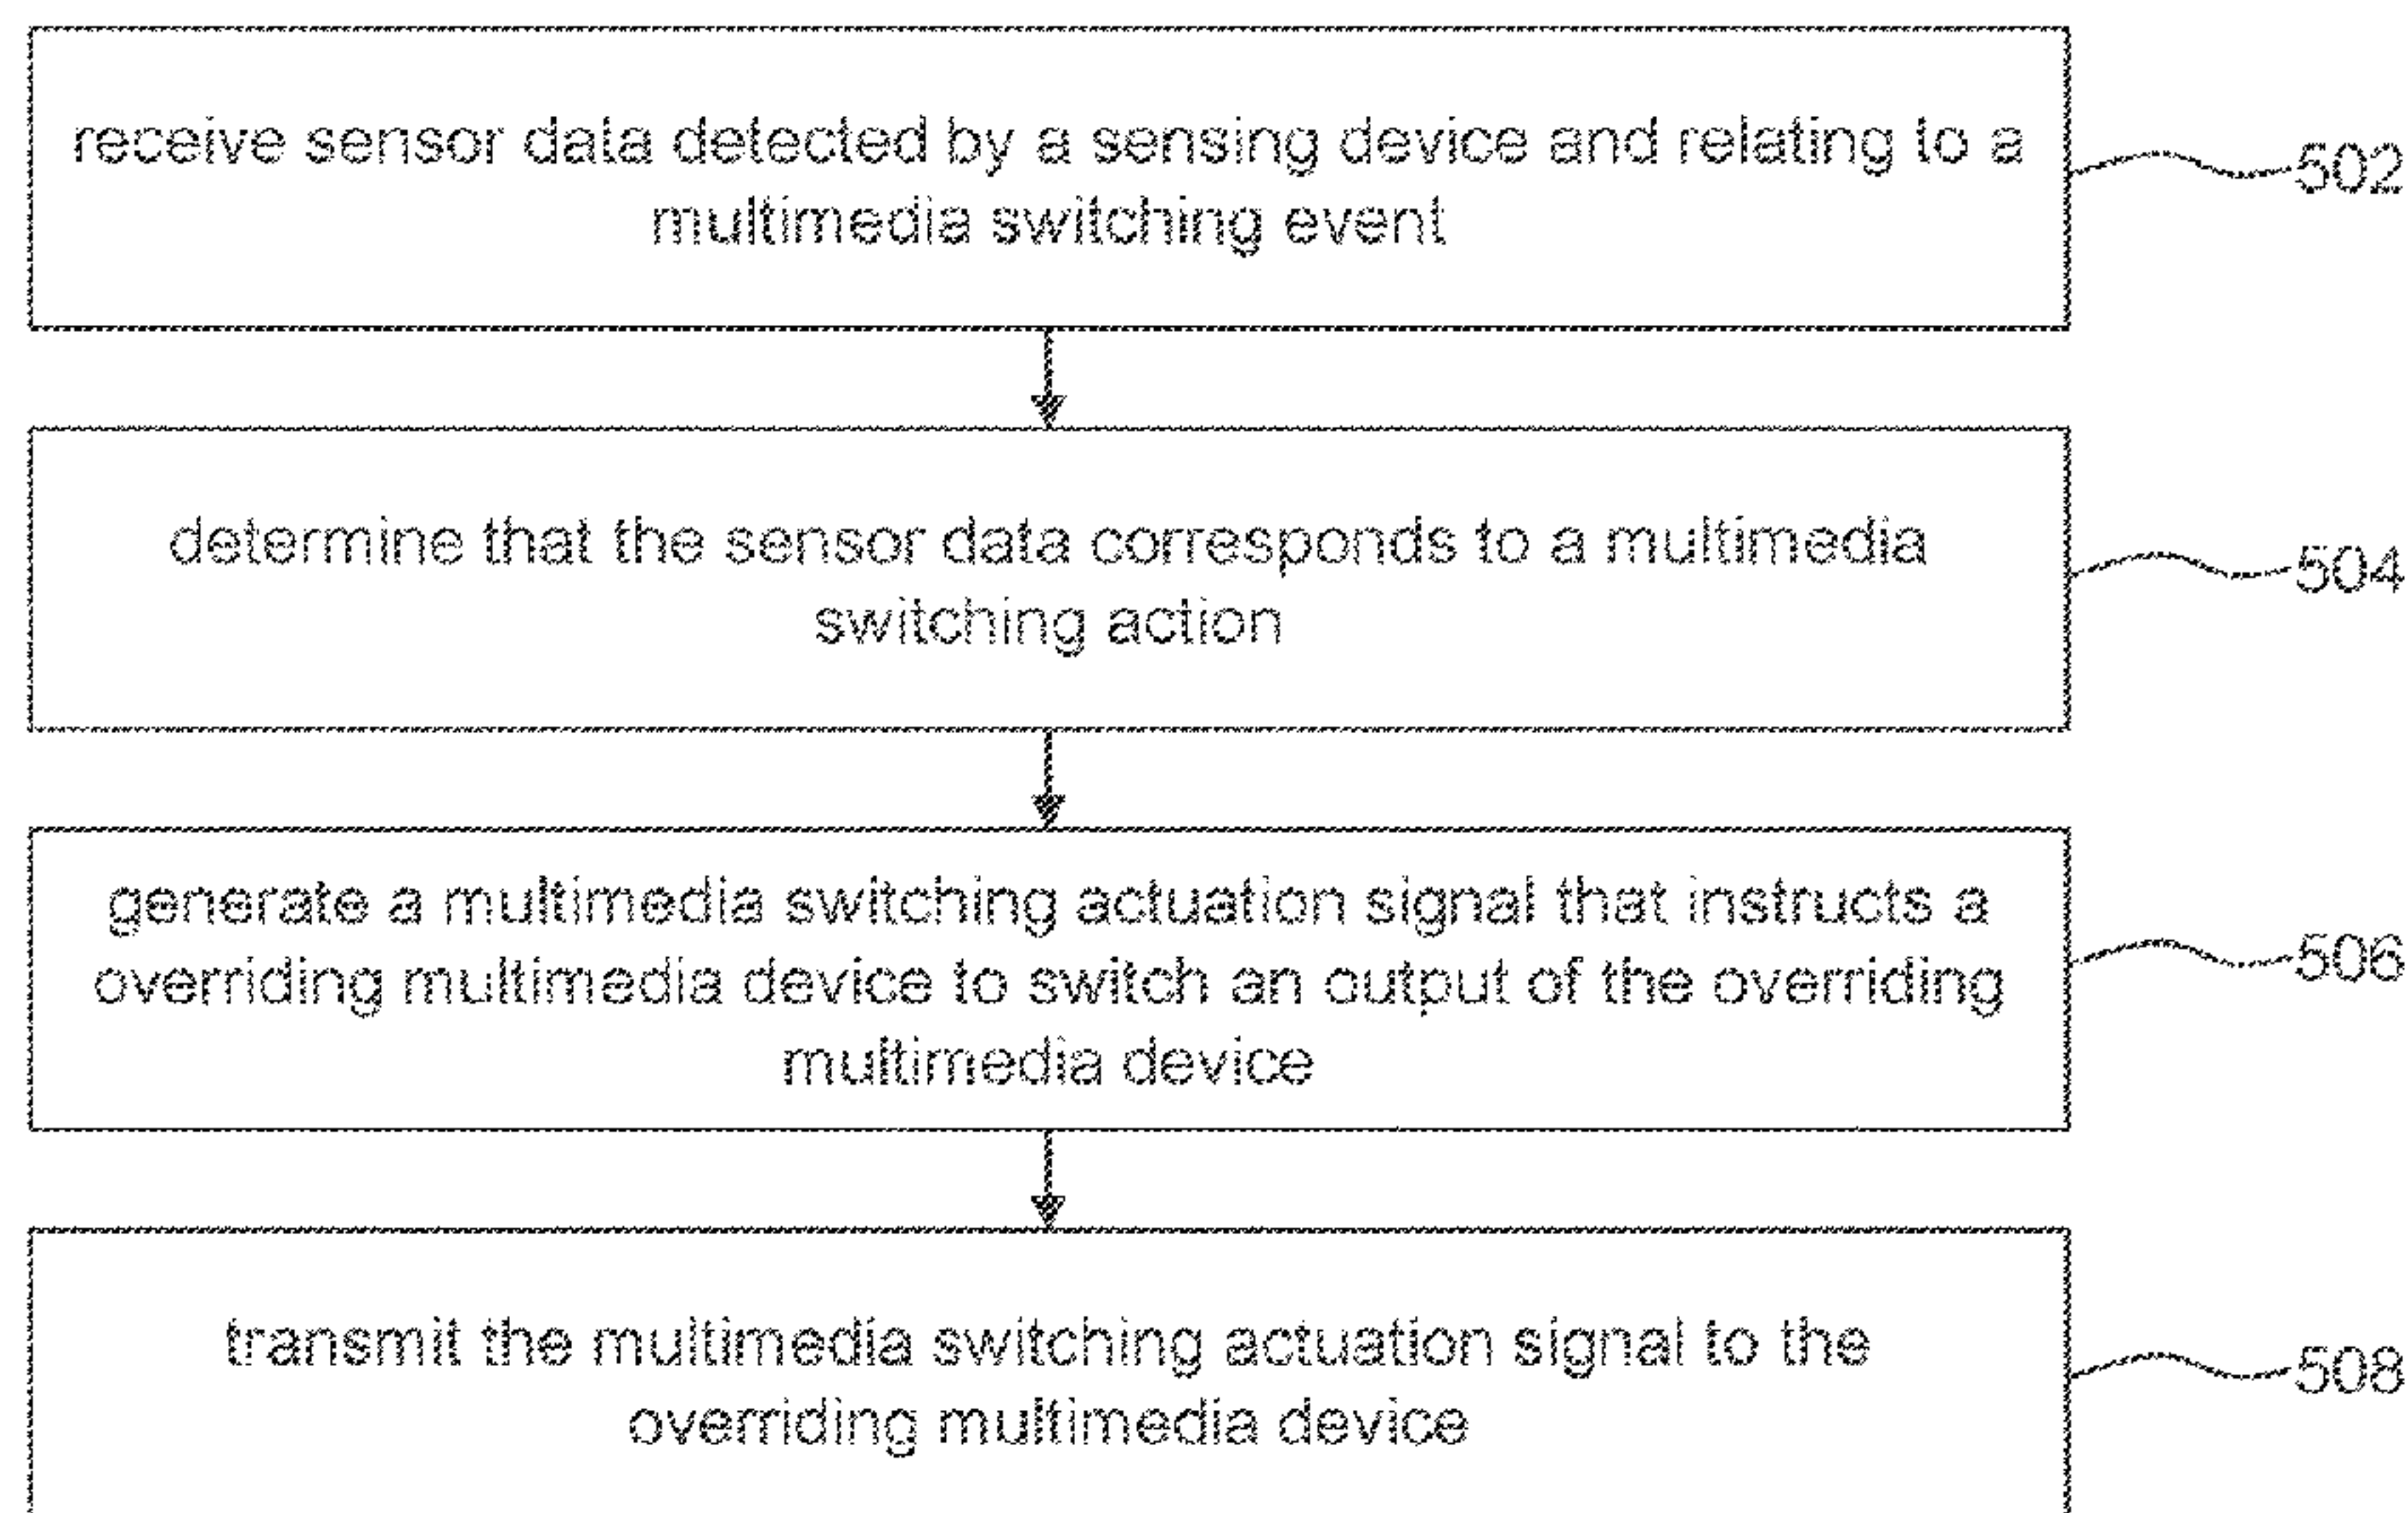 receive sensor data detected by a sensing device and relating to a
multimedia switching event
502
determine that the sensor data corresponds to a multimedia
switching action
504
generate a multimedia switching actuation signal that instructs a
overriding multimedia device to switch an output of the overriding
multimedia device
506
transmit the multimedia switching actuation signal to the
overriding multimedia device
508